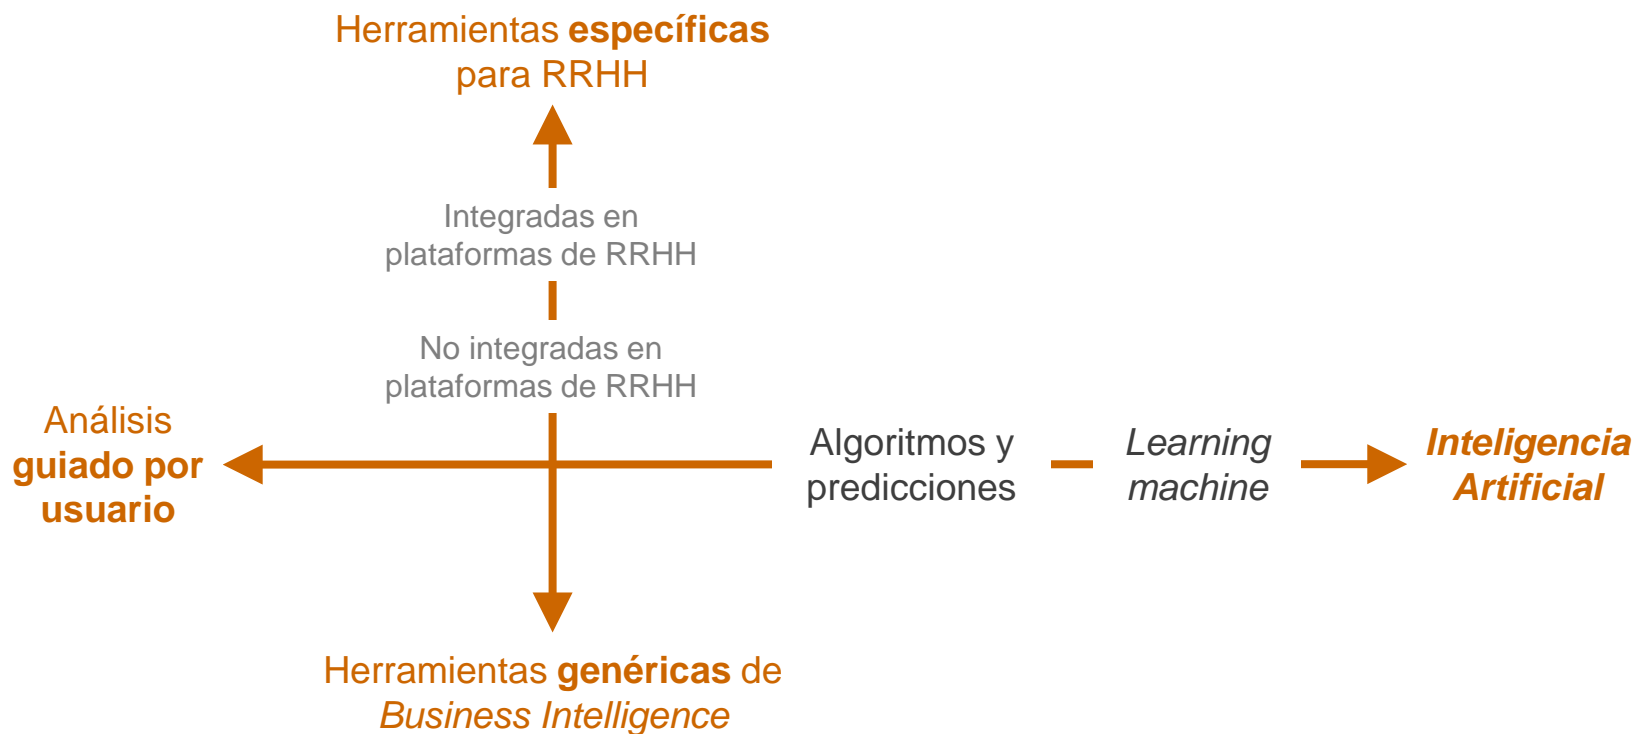 Herramientas específicas
para RRHH
Integradas en
plataformas de RRHH
No integradas en
plataformas de RRHH
Análisis
guiado por
usuario
Algoritmos y
predicciones
Learning
machine
Inteligencia
Artificial
Herramientas genéricas de
Business Intelligence